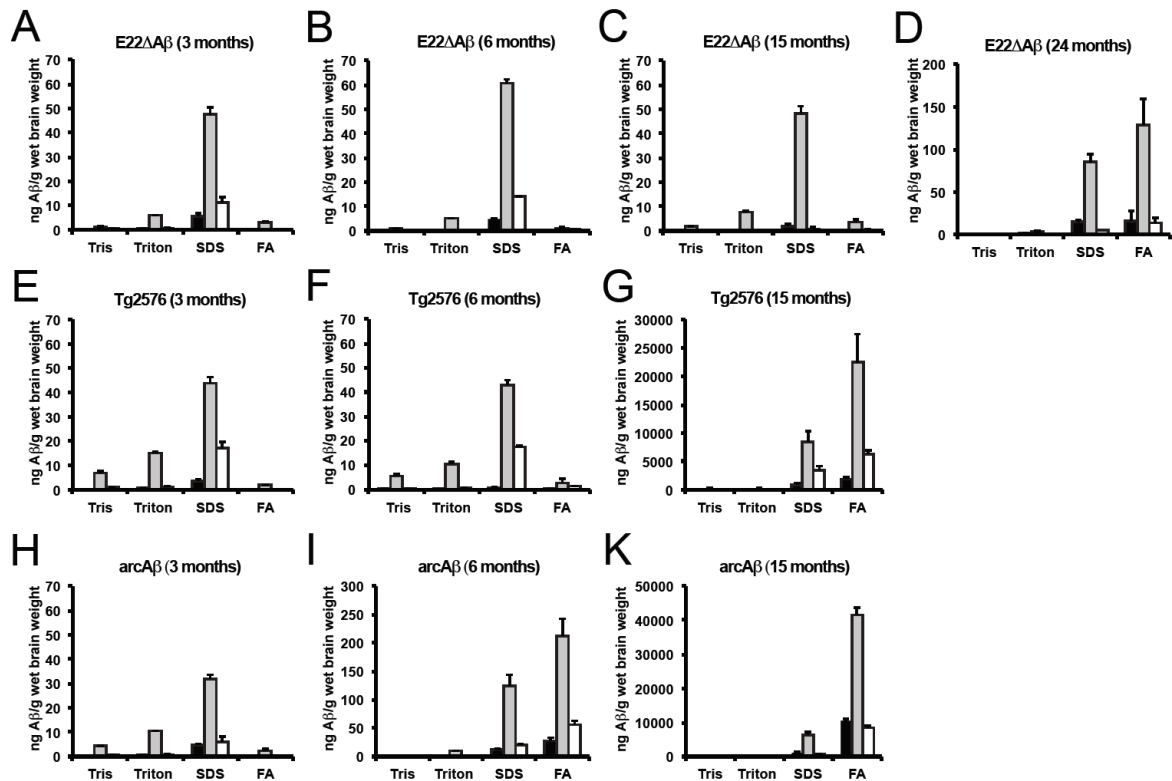 A
E22ΔAβ (3 months)
ng Aβ/g wet brain weight
70
60
50
40
30
20
10
0
Tris Triton SDS FA
B
E22ΔAβ (6 months)
ng Aβ/g wet brain weight
70
60
50
40
30
20
10
0
Tris Triton SDS FA
C
E22ΔAβ (15 months)
ng Aβ/g wet brain weight
70
60
50
40
30
20
10
0
Tris Triton SDS FA
D
E22ΔAβ (24 months)
ng Aβ/g wet brain weight
200
150
100
50
0
Tris Triton SDS FA
E
Tg2576 (3 months)
ng Aβ/g wet brain weight
70
60
50
40
30
20
10
0
Tris Triton SDS FA
F
Tg2576 (6 months)
ng Aβ/g wet brain weight
70
60
50
40
30
20
10
0
Tris Triton SDS FA
G
Tg2576 (15 months)
ng Aβ/g wet brain weight
30000
25000
20000
15000
10000
5000
0
Tris Triton SDS FA
H
arcAβ (3 months)
ng Aβ/g wet brain weight
70
60
50
40
30
20
10
0
Tris Triton SDS FA
I
arcAβ (6 months)
ng Aβ/g wet brain weight
300
250
200
150
100
50
0
Tris Triton SDS FA
K
arcAβ (15 months)
ng Aβ/g wet brain weight
50000
40000
30000
20000
10000
0
Tris Triton SDS FA